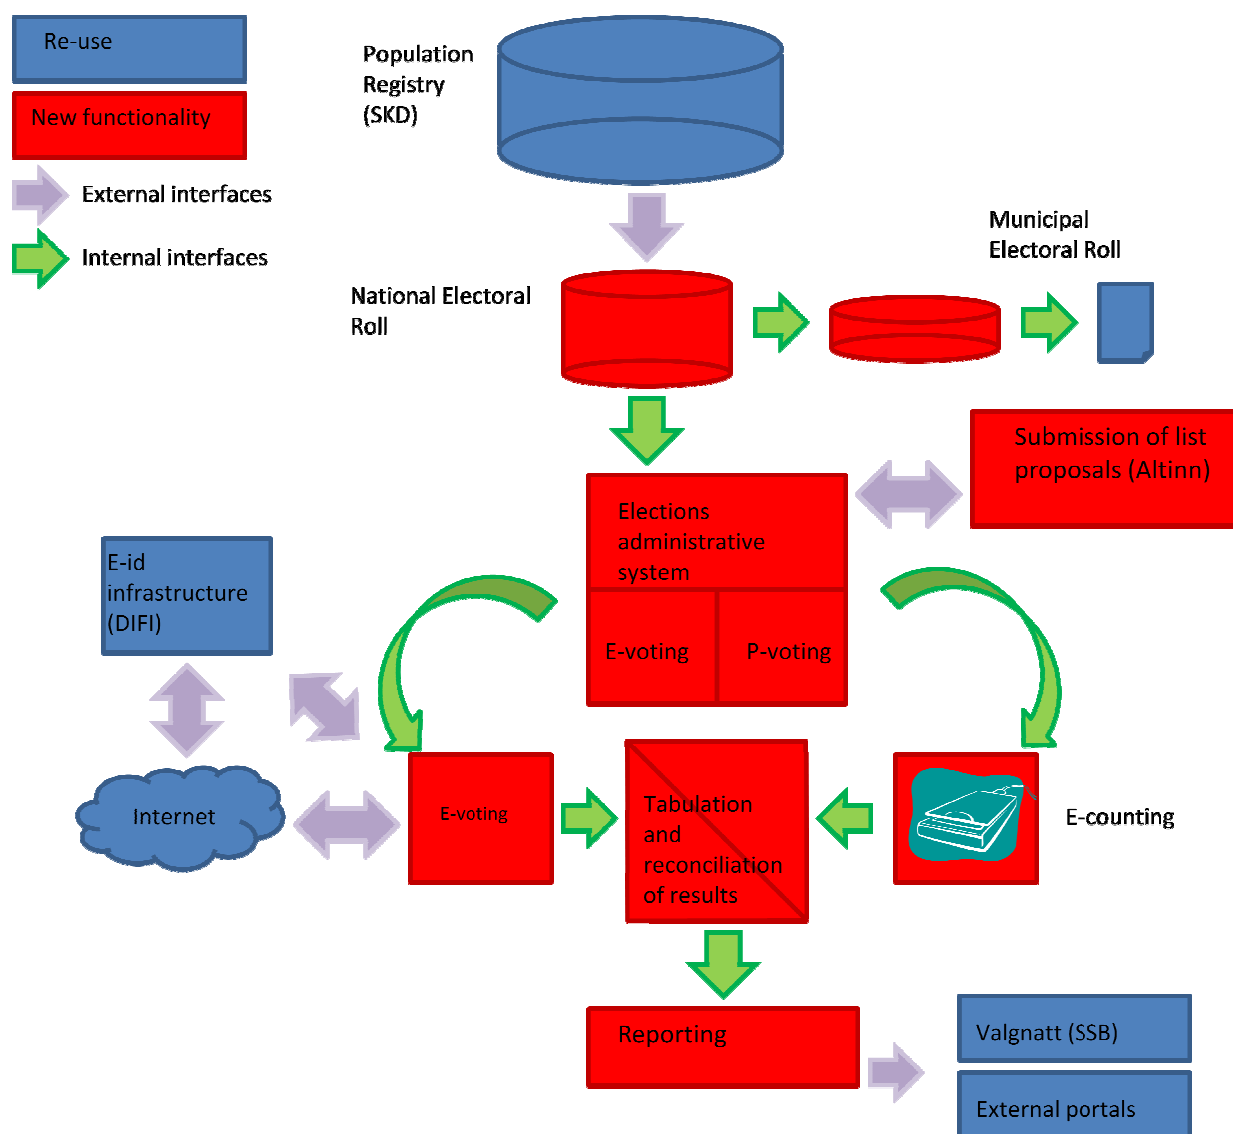 Re-use
New functionality
External interfaces
Internal interfaces
Population
Registry
(SKD)
Municipal
Electoral Roll
National Electoral
Roll
Submission of list
proposals (Altinn)
Elections
administrative
system
E-voting
P-voting
E-id
infrastructure
(DIFI)
Internet
E-voting
Tabulation
and
reconciliation
of results
E-counting
Reporting
Valgnatt (SSB)
External portals